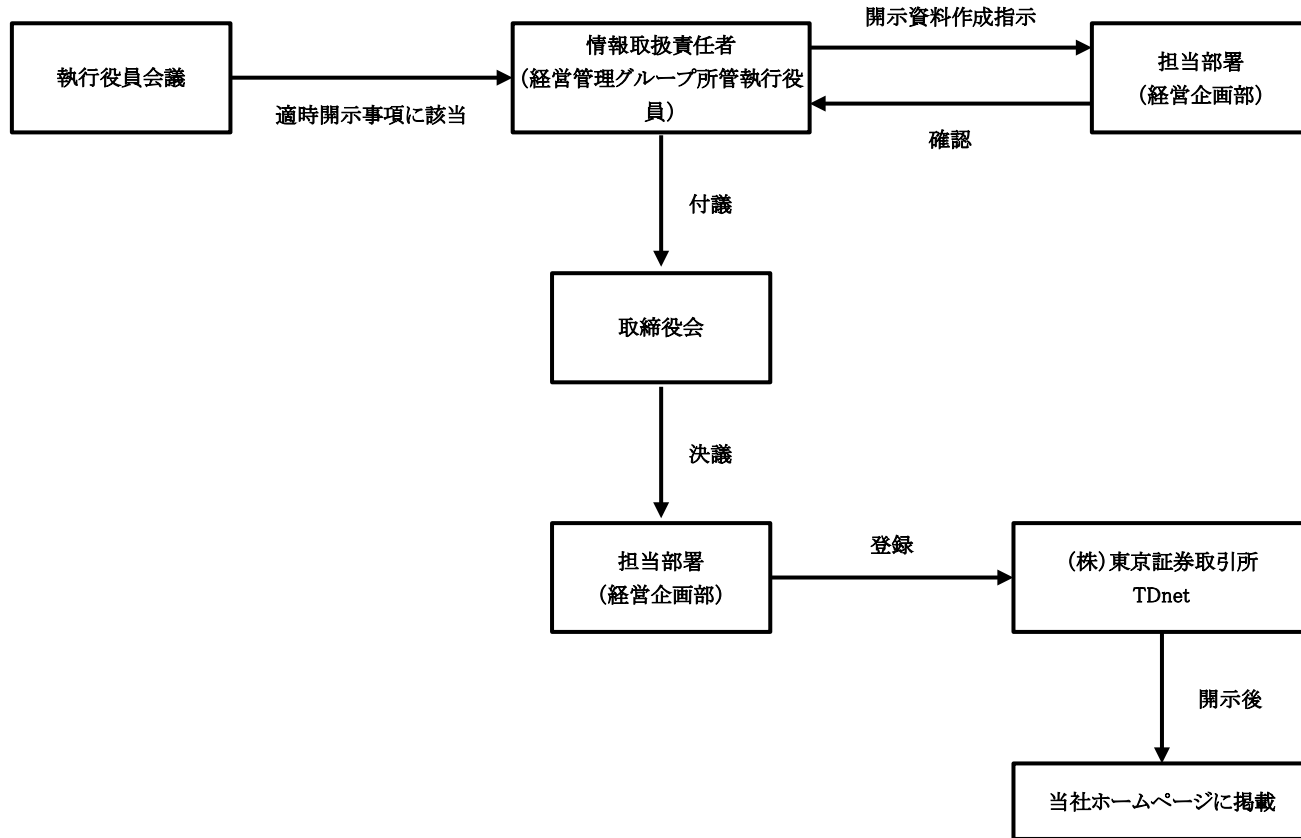 開示資料作成指示
執行役員会議
情報取扱責任者
(経営管理グループ所管執行役
員)
担当部署
(経営企画部)
適時開示事項に該当
確認
付議
取締役会
決議
担当部署
(経営企画部)
登録
(株)東京証券取引所
TDnet
開示後
当社ホームページに掲載